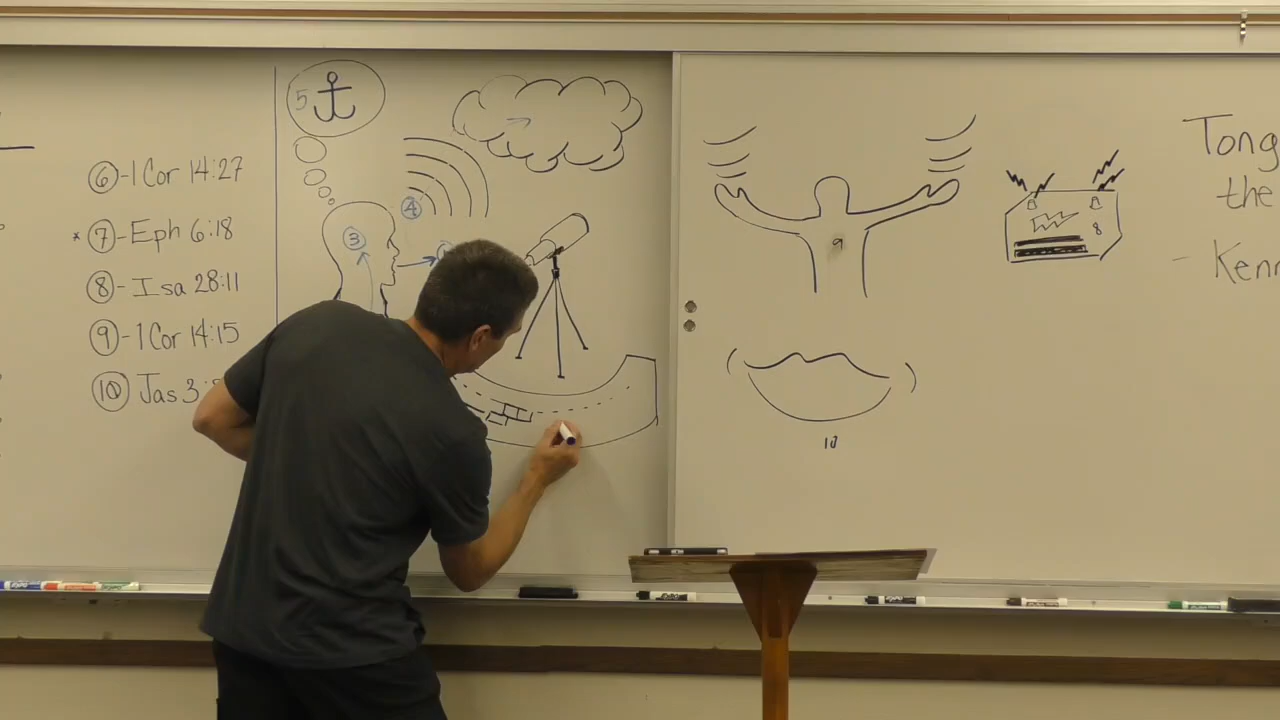 ⑥-1 Cor 14:27
* ⑦-Eph 6:18
⑧-Isa 28:11
⑨-1 Cor 14:15
⑩ Jas 3:
5
③
④
9
8
10
Tong
the
- Kenn